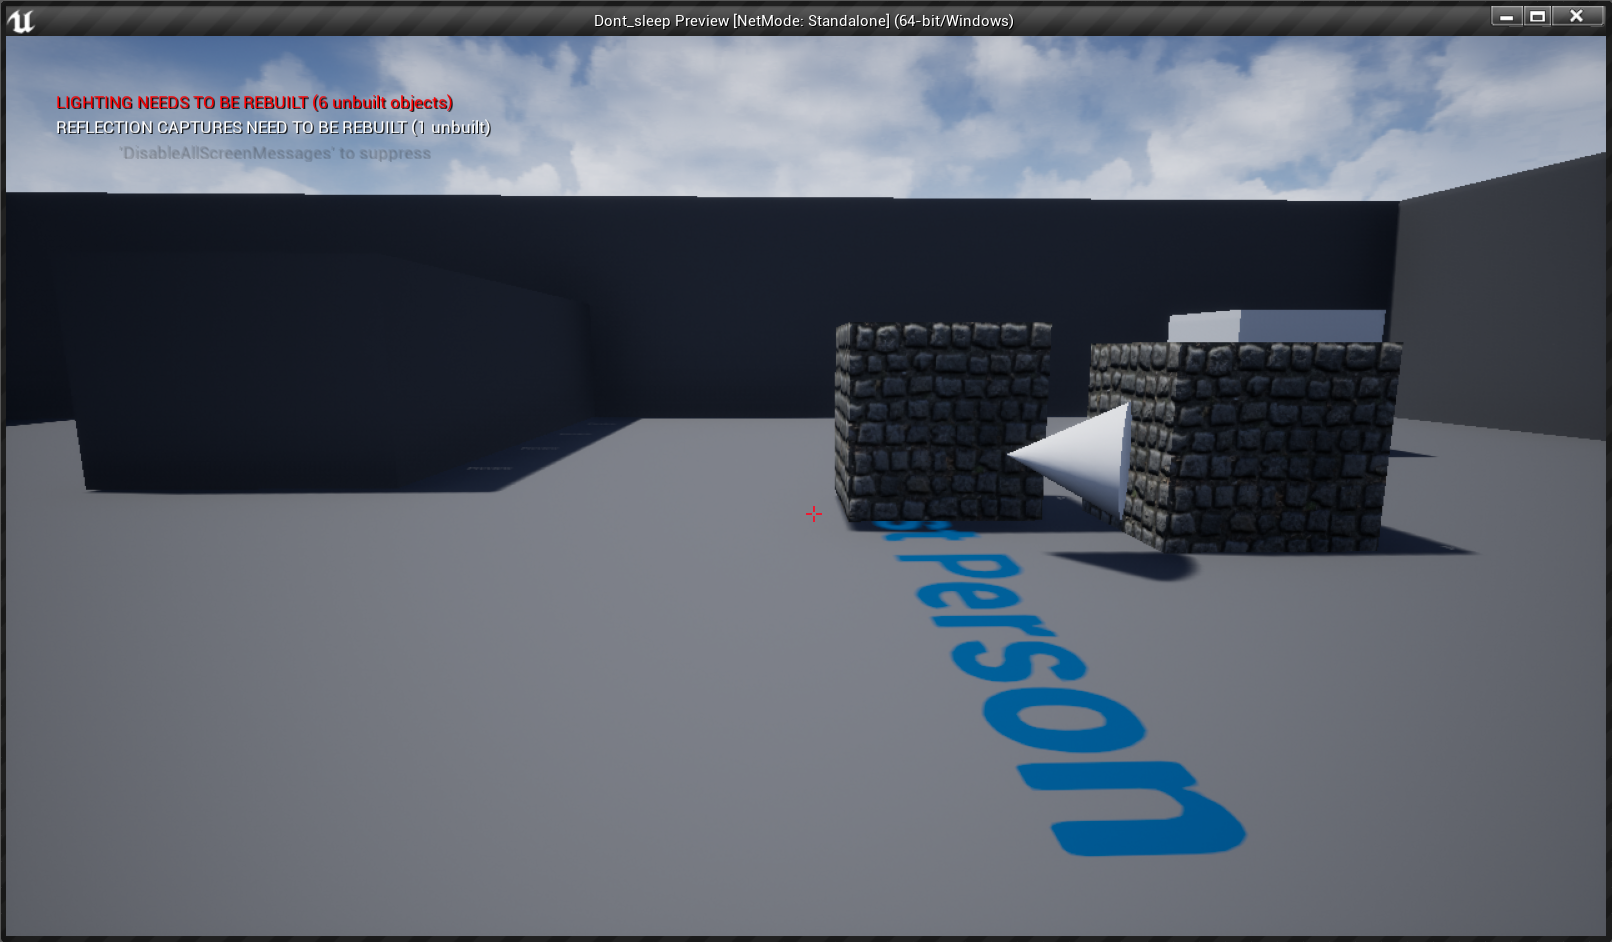 Dont_sleep Preview [NetMode: Standalone] (64-bit/Windows)
LIGHTING NEEDS TO BE REBUILT (6 unbuilt objects)
REFLECTION CAPTURES NEED TO BE REBUILT (1 unbuilt)
'DisableAllScreenMessages' to suppress
st person